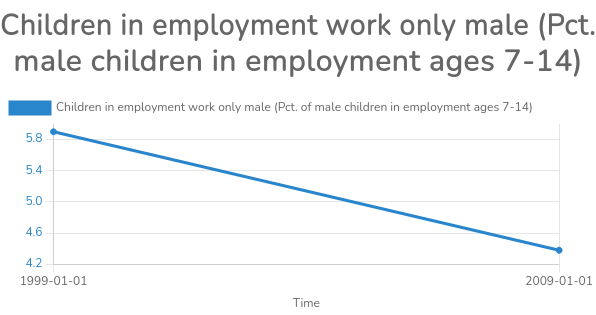 Children in employment work only male (Pct.
male children in employment ages 7-14)
Children in employment work only male (Pct. of male children in employment ages 7-14)
5.8
5.4
5.0
4.6
4.2
1999-01-01 2009-01-01
Time